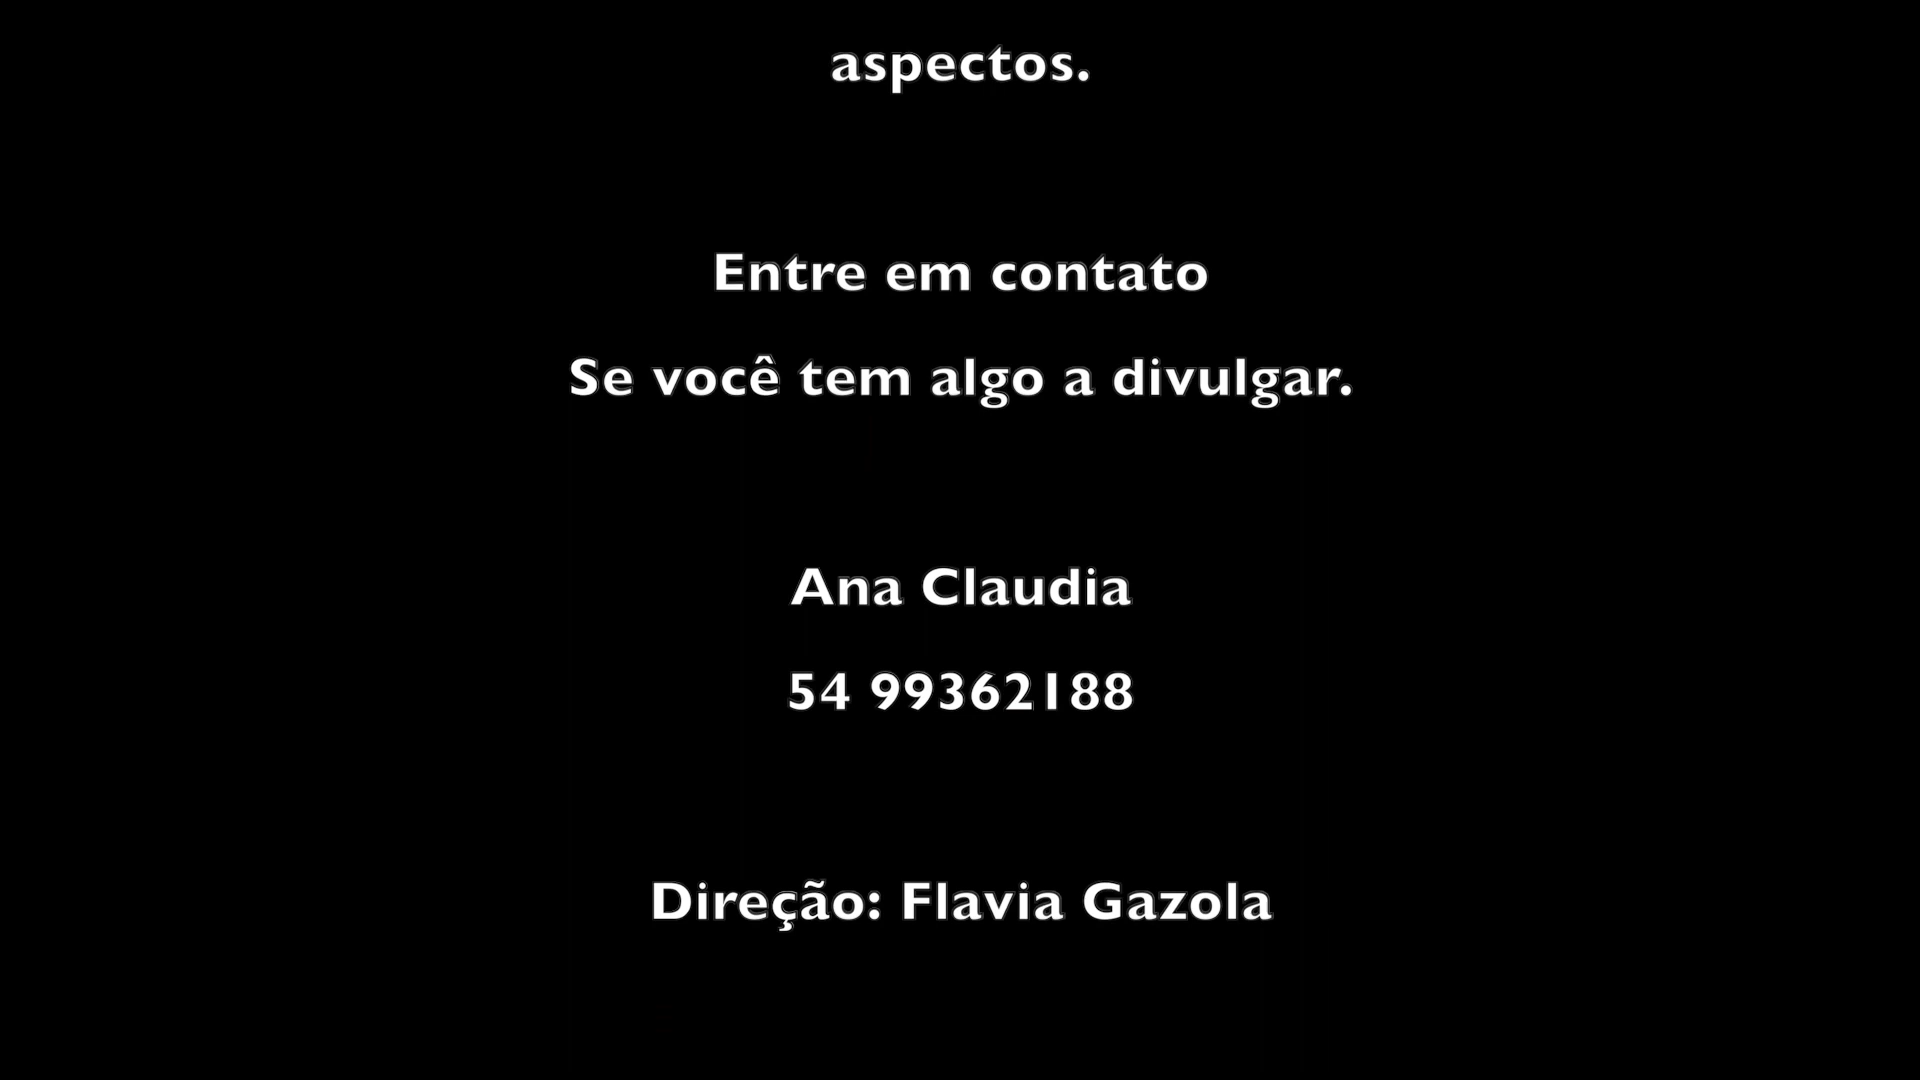 aspectos.
Entre em contato
Se você tem algo a divulgar.
Ana Claudia
54 99362188
Direção: Flavia Gazola